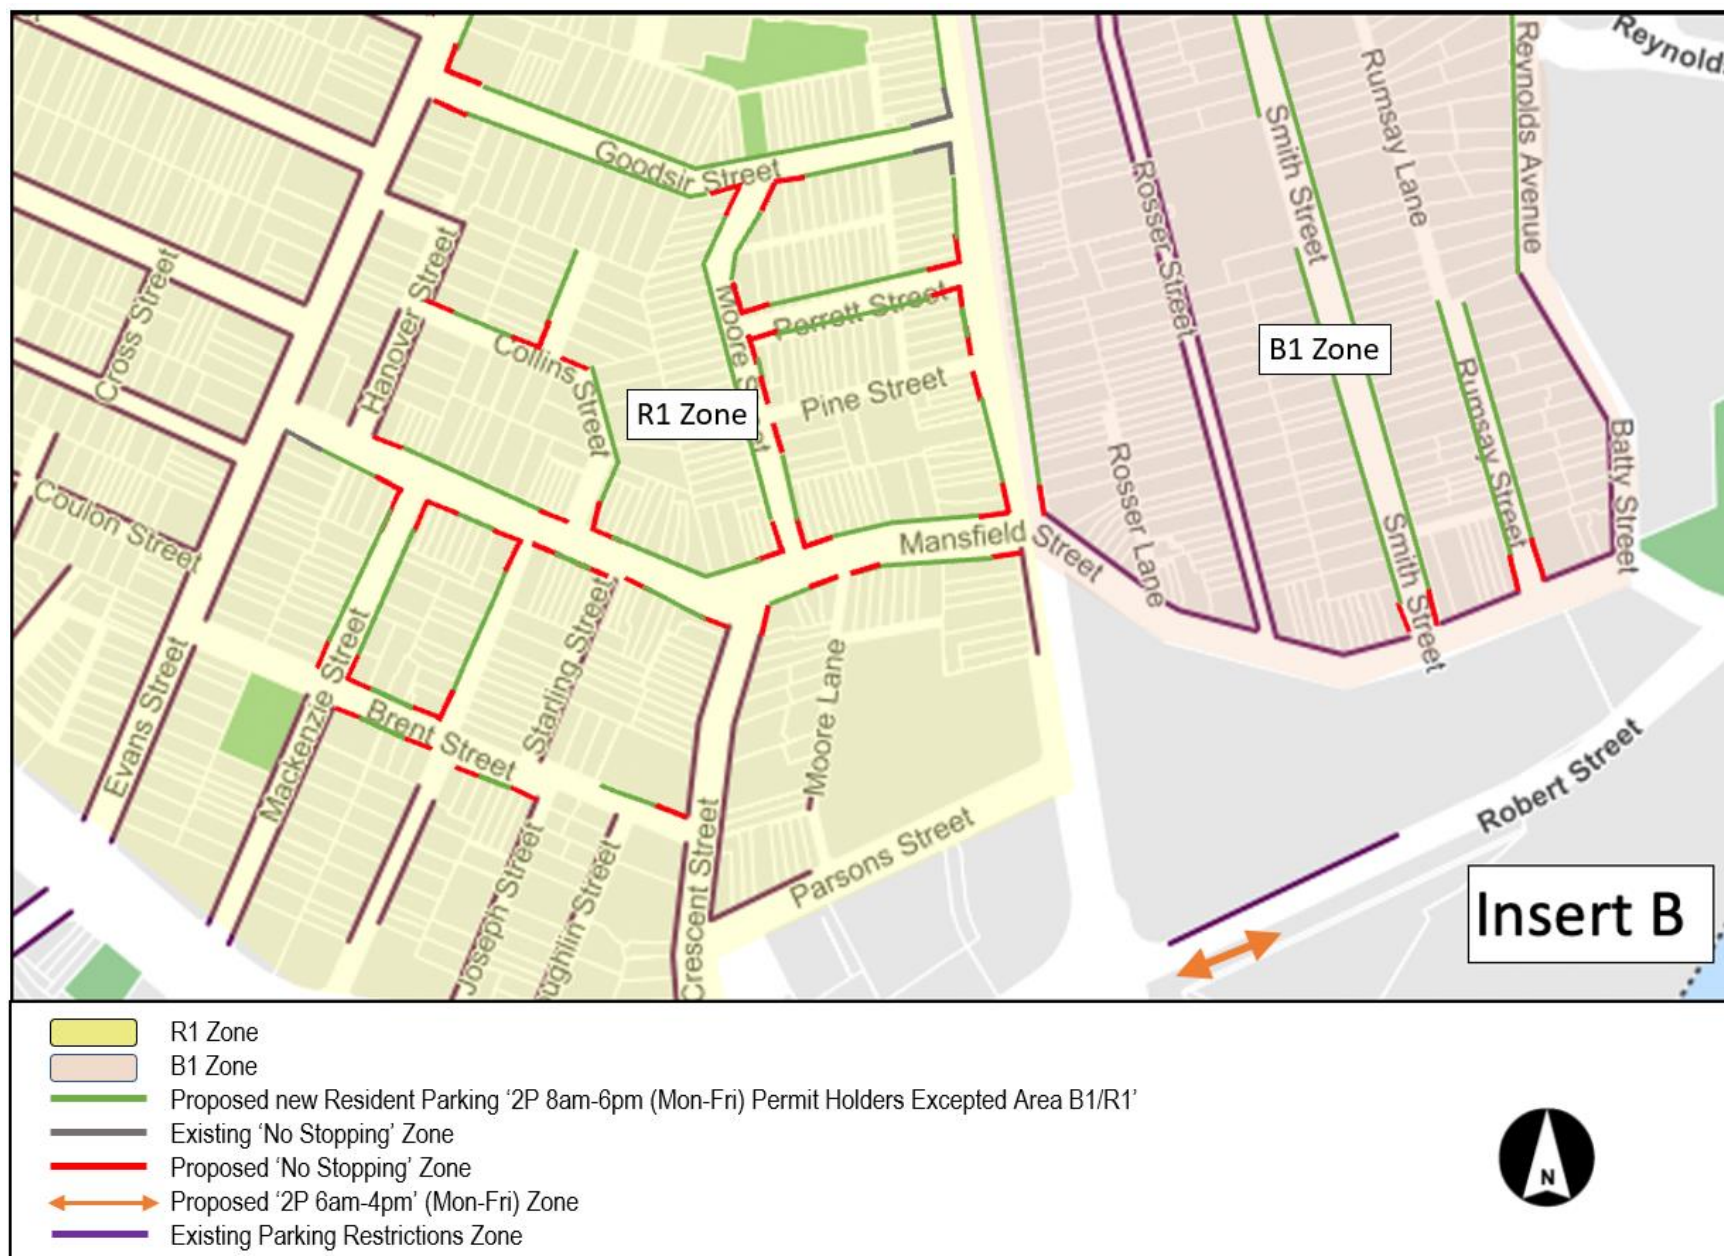 Reynolds
Goodsir Street
Smith Street
Rumsay Lane
Reynolds Avenue
Rosser Street
Cross Street
Hanover Street
Moore Street
Perrett Street
B1 Zone
Collins Street
Pine Street
R1 Zone
Rumsay Street
Batty Street
Rosser Lane
Coulon Street
Mansfield Street
Smith Street
Evans Street
Mackenzie Street
Brent Street
Starling Street
Moore Lane
Robert Street
Joseph Street
Crescent Street
Parsons Street
Insert B
R1 Zone
B1 Zone
Proposed new Resident Parking ‘2P 8am-6pm (Mon-Fri) Permit Holders Excepted Area B1/R1’
Existing ‘No Stopping’ Zone
Proposed ‘No Stopping’ Zone
Proposed ‘2P 6am-4pm’ (Mon-Fri) Zone
Existing Parking Restrictions Zone
N